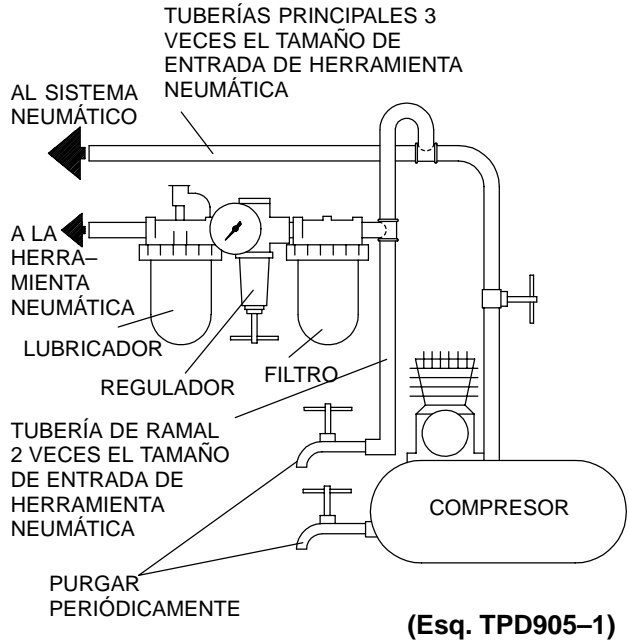 TUBERÍAS PRINCIPALES 3
VECES EL TAMAÑO DE
ENTRADA DE HERRAMIENTA
NEUMÁTICA
AL SISTEMA
NEUMÁTICO
A LA
HERRA–
MIENTA
NEUMÁTICA
LUBRICADOR
REGULADOR
FILTRO
TUBERÍA DE RAMAL
2 VECES EL TAMAÑO
DE ENTRADA DE
HERRAMIENTA
NEUMÁTICA
COMPRESOR
PURGAR
PERIÓDICAMENTE
(Esq. TPD905–1)